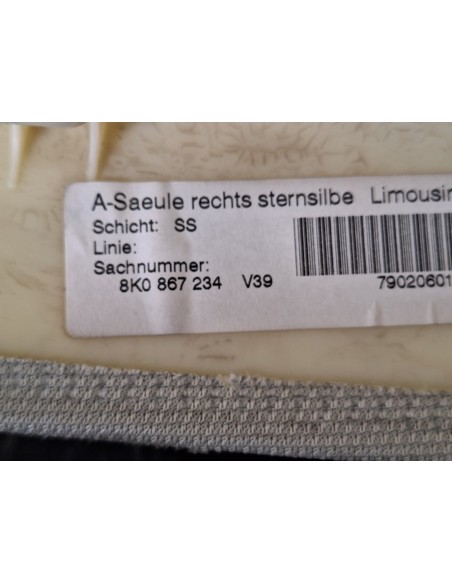 A-Saeule rechts sternsilbe Limousin
Schicht: SS
Linie:
Sachnummer:
8K0 867 234 V39
79020601